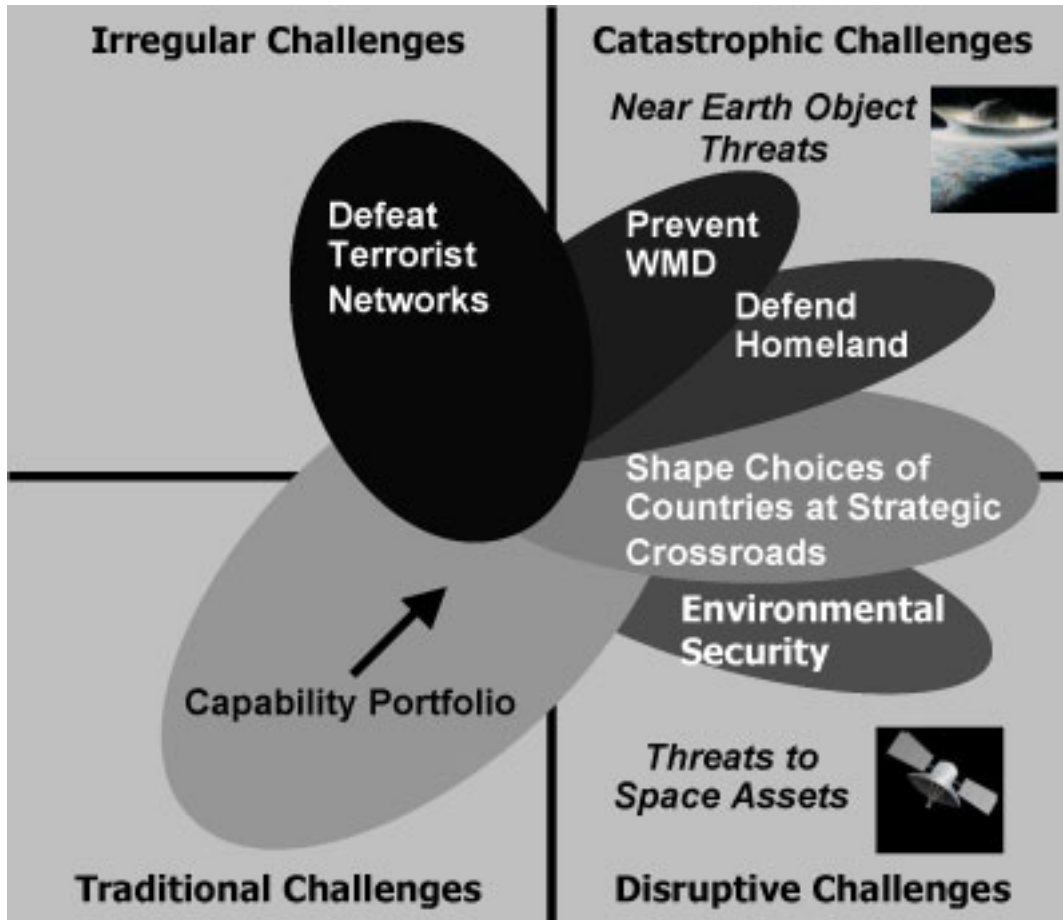 Irregular Challenges
Catastrophic Challenges
Near Earth Object
Threats
Defeat
Terrorist
Networks
Prevent
WMD
Defend
Homeland
Shape Choices of
Countries at Strategic
Crossroads
Environmental
Security
Capability Portfolio
Threats to
Space Assets
Traditional Challenges
Disruptive Challenges